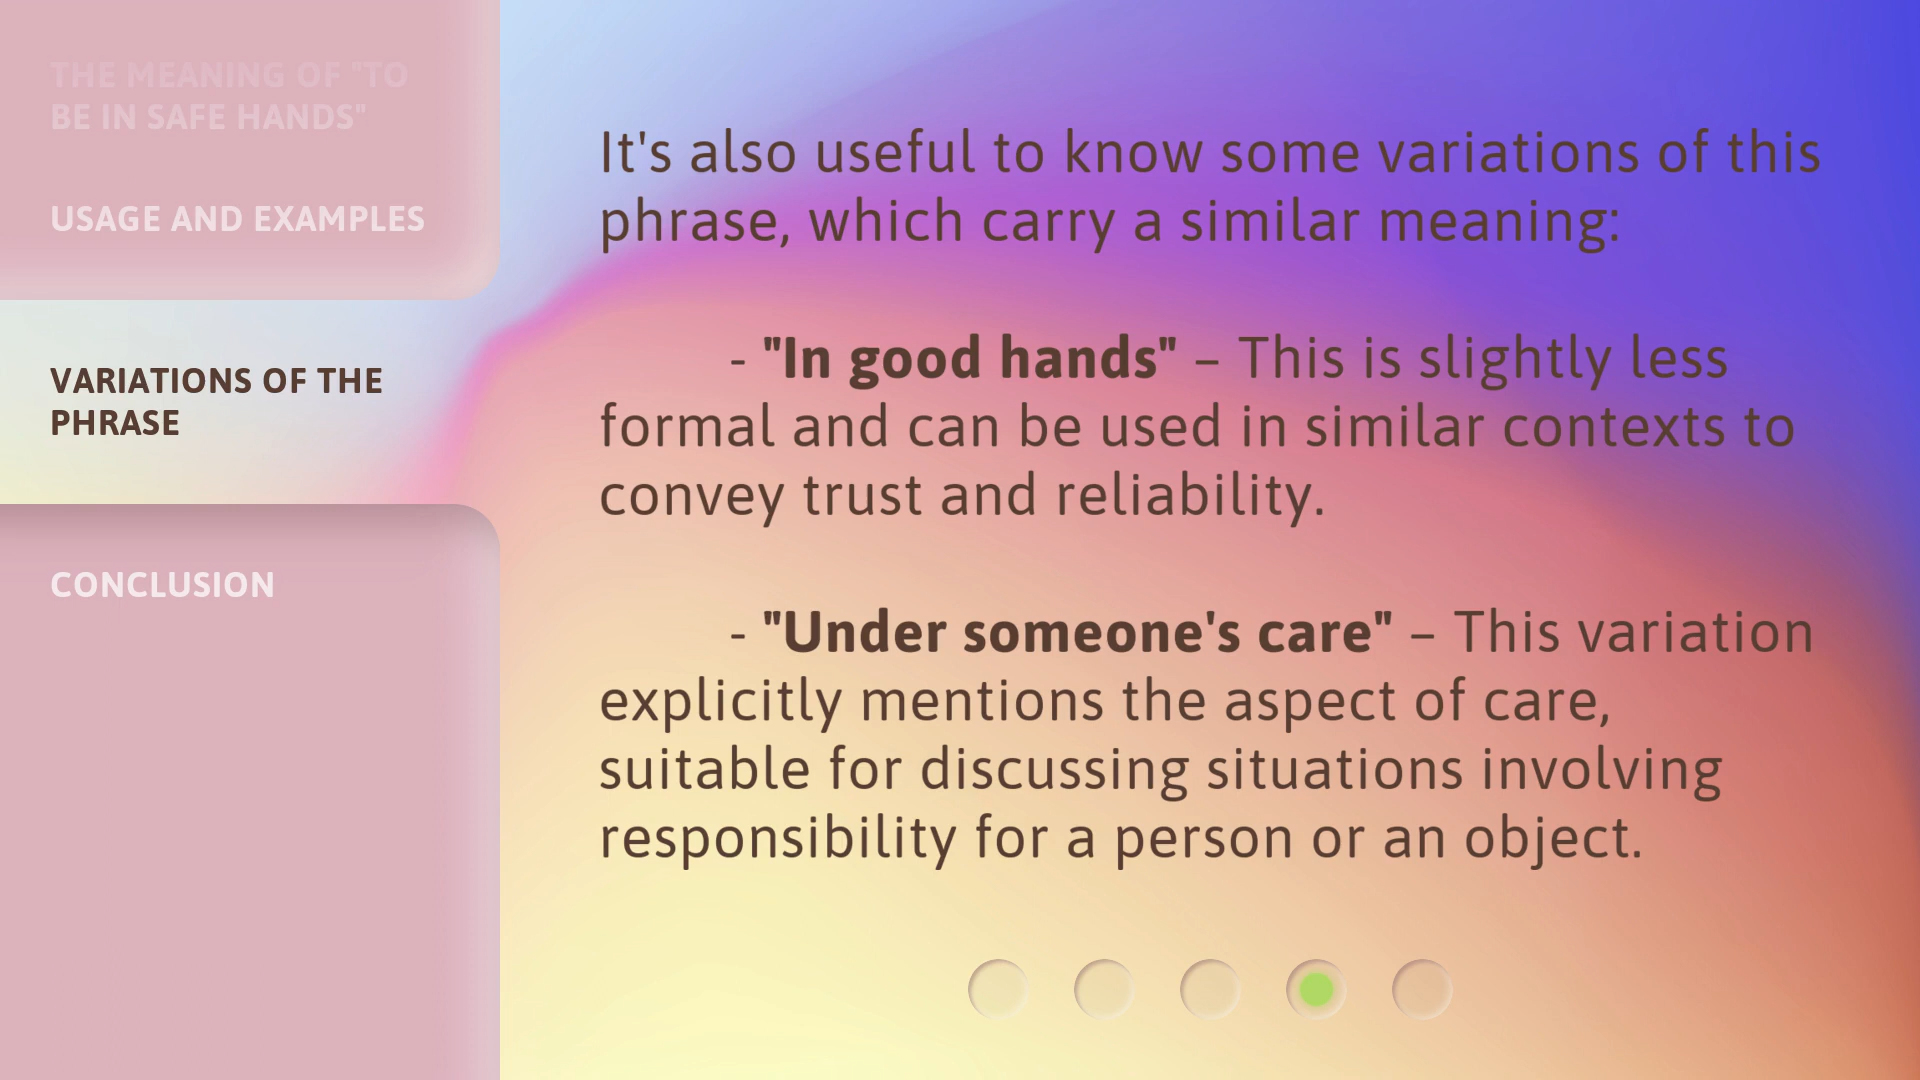 THE MEANING OF "TO
BE IN SAFE HANDS"
USAGE AND EXAMPLES
VARIATIONS OF THE
PHRASE
CONCLUSION
It's also useful to know some variations of this
phrase, which carry a similar meaning:
- "In good hands" – This is slightly less
formal and can be used in similar contexts to
convey trust and reliability.
- "Under someone's care" – This variation
explicitly mentions the aspect of care,
suitable for discussing situations involving
responsibility for a person or an object.